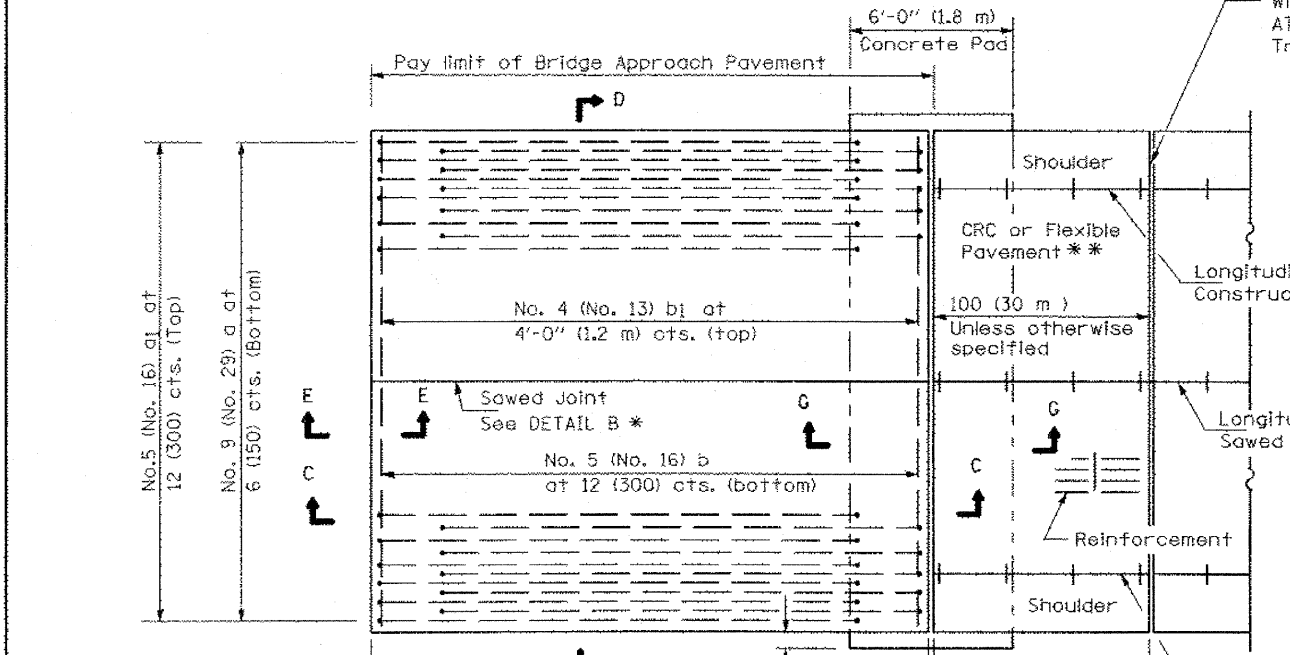 6'-0" (1.8 m)
Concrete Pad
Pay limit of Bridge Approach Pavement
D
Shoulder
CRC or Flexible
Pavement * *
No.5 (No. 16) a1 at
12 (300) cts. (Top)
No. 9 (No. 29) a at
6 (150) cts. (Bottom)
No. 4 (No. 13) b1 at
4'-0" (1.2 m) cts. (top)
100 (30 m )
Unless otherwise
specified
E
E
Sawed Joint
See DETAIL B *
G
G
Sawed
C
No. 5 (No. 16) b
at 12 (300) cts. (bottom)
C
Reinforcement
Shoulder